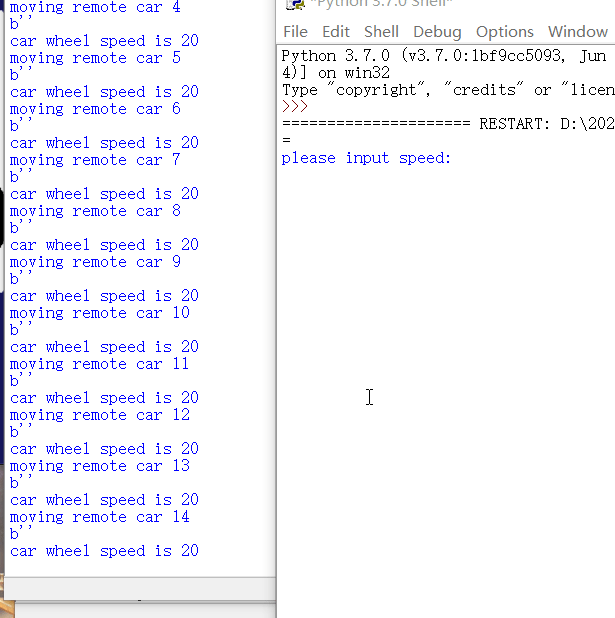 moving remote car 4
b''
car wheel speed is 20
moving remote car 5
b''
car wheel speed is 20
moving remote car 6
b''
car wheel speed is 20
moving remote car 7
b''
car wheel speed is 20
moving remote car 8
b''
car wheel speed is 20
moving remote car 9
b''
car wheel speed is 20
moving remote car 10
b''
car wheel speed is 20
moving remote car 11
b''
car wheel speed is 20
moving remote car 12
b''
car wheel speed is 20
moving remote car 13
b''
car wheel speed is 20
moving remote car 14
b''
car wheel speed is 20
*Python 3.7.0 Shell*
File Edit Shell Debug Options Window
Python 3.7.0 (v3.7.0:1bf9cc5093, Jun
4)] on win32
Type "copyright", "credits" or "licen
>>>
===================== RESTART: D:\202
=
please input speed: